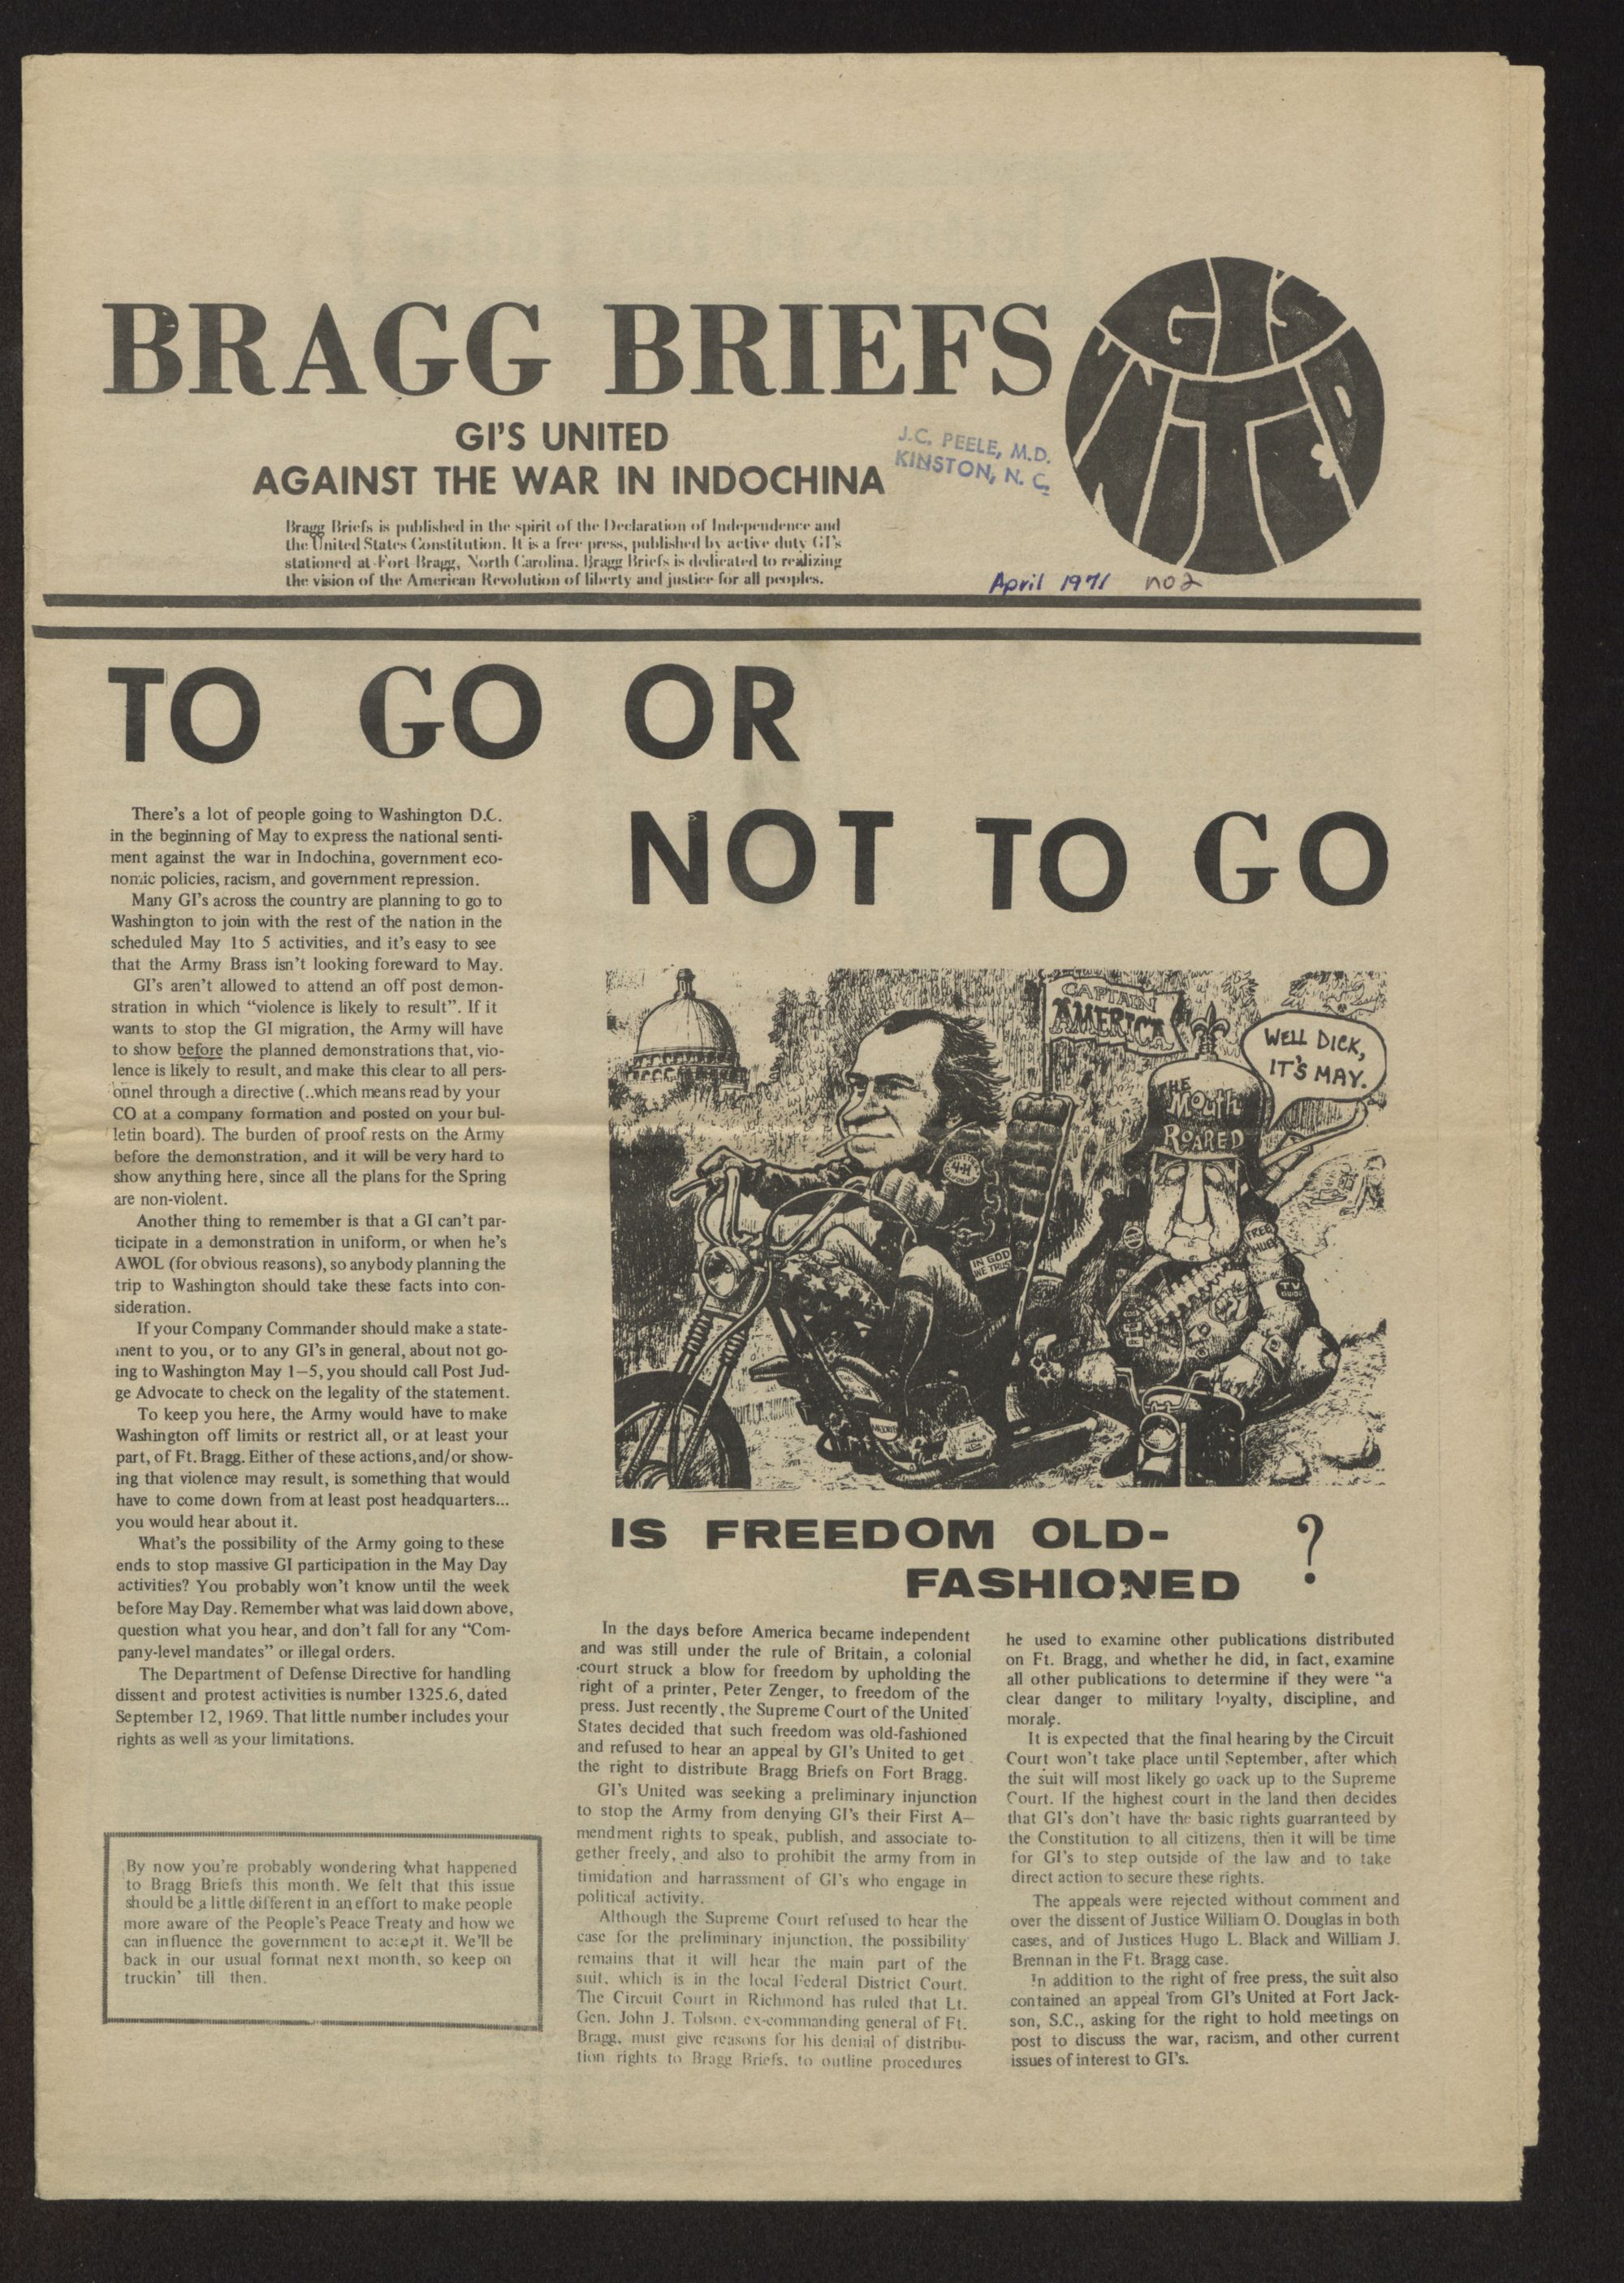 BRAGG BRIEFS
GIS
UNITED
GI'S UNITED
AGAINST THE WAR IN INDOCHINA
J.C. PEELE, M.D.
KINSTON, N. C.
Bragg Briefs is published in the spirit of the Declaration of Independence and
the United States Constitution. It is a free press, published by active duty GI's
stationed at Fort Bragg, North Carolina. Bragg Briefs is dedicated to realizing
the vision of the American Revolution of liberty and justice for all peoples.
April 1971 no 2
TO GO OR
NOT TO GO
There's a lot of people going to Washington D.C.
in the beginning of May to express the national senti-
ment against the war in Indochina, government eco-
nomic policies, racism, and government repression.
Many GI's across the country are planning to go to
Washington to join with the rest of the nation in the
scheduled May 1to 5 activities, and it's easy to see
that the Army Brass isn't looking foreward to May.
GI's aren't allowed to attend an off post demon-
stration in which “violence is likely to result”. If it
wants to stop the GI migration, the Army will have
to show before the planned demonstrations that, vio-
lence is likely to result, and make this clear to all pers-
onnel through a directive (..which means read by your
CO at a company formation and posted on your bul-
letin board). The burden of proof rests on the Army
before the demonstration, and it will be very hard to
show anything here, since all the plans for the Spring
are non-violent.
Another thing to remember is that a GI can't par-
ticipate in a demonstration in uniform, or when he's
AWOL (for obvious reasons), so anybody planning the
trip to Washington should take these facts into con-
sideration.
If your Company Commander should make a state-
ment to you, or to any GI's in general, about not go-
ing to Washington May 1–5, you should call Post Jud-
ge Advocate to check on the legality of the statement.
To keep you here, the Army would have to make
Washington off limits or restrict all, or at least your
part, of Ft. Bragg. Either of these actions,and/or show-
ing that violence may result, is something that would
have to come down from at least post headquarters...
you would hear about it.
What's the possibility of the Army going to these
ends to stop massive GI participation in the May Day
activities? You probably won't know until the week
before May Day. Remember what was laid down above,
question what you hear, and don't fall for any “Com-
pany-level mandates” or illegal orders.
The Department of Defense Directive for handling
dissent and protest activities is number 1325.6, dated
September 12, 1969. That little number includes your
rights as well as your limitations.
By now you're probably wondering what happened
to Bragg Briefs this month. We felt that this issue
should be a little different in an effort to make people
more aware of the People's Peace Treaty and how we
can influence the government to accept it. We'll be
back in our usual format next month, so keep on
truckin' till then.
CAPTAIN
AMERICA
WELL DICK,
IT'S MAY.
THE
MOUTH
ROARED
4-H
IN GOD
WE TRUST
FREE
HUEY
TV
GUIDE
IS FREEDOM OLD-
FASHIONED ?
In the days before America became independent
and was still under the rule of Britain, a colonial
court struck a blow for freedom by upholding the
right of a printer, Peter Zenger, to freedom of the
press. Just recently, the Supreme Court of the United
States decided that such freedom was old-fashioned
and refused to hear an appeal by GI's United to get
the right to distribute Bragg Briefs on Fort Bragg.
GI's United was seeking a preliminary injunction
to stop the Army from denying GI's their First A–
mendment rights to speak, publish, and associate to-
gether freely, and also to prohibit the army from in
timidation and harrassment of GI's who engage in
political activity.
Although the Supreme Court refused to hear the
case for the preliminary injunction, the possibility
remains that it will hear the main part of the
suit, which is in the local Federal District Court.
The Circuit Court in Richmond has ruled that Lt.
Gen. John J. Tolson, ex-commanding general of Ft.
Bragg, must give reasons for his denial of distribu-
tion rights to Bragg Briefs, to outline procedures
he used to examine other publications distributed
on Ft. Bragg, and whether he did, in fact, examine
all other publications to determine if they were “a
clear danger to military loyalty, discipline, and
morale.
It is expected that the final hearing by the Circuit
Court won't take place until September, after which
the suit will most likely go back up to the Supreme
Court. If the highest court in the land then decides
that GI's don't have the basic rights guarranteed by
the Constitution to all citizens, then it will be time
for GI's to step outside of the law and to take
direct action to secure these rights.
The appeals were rejected without comment and
over the dissent of Justice William O. Douglas in both
cases, and of Justices Hugo L. Black and William J.
Brennan in the Ft. Bragg case.
In addition to the right of free press, the suit also
contained an appeal from GI's United at Fort Jack-
son, S.C., asking for the right to hold meetings on
post to discuss the war, racism, and other current
issues of interest to GI's.